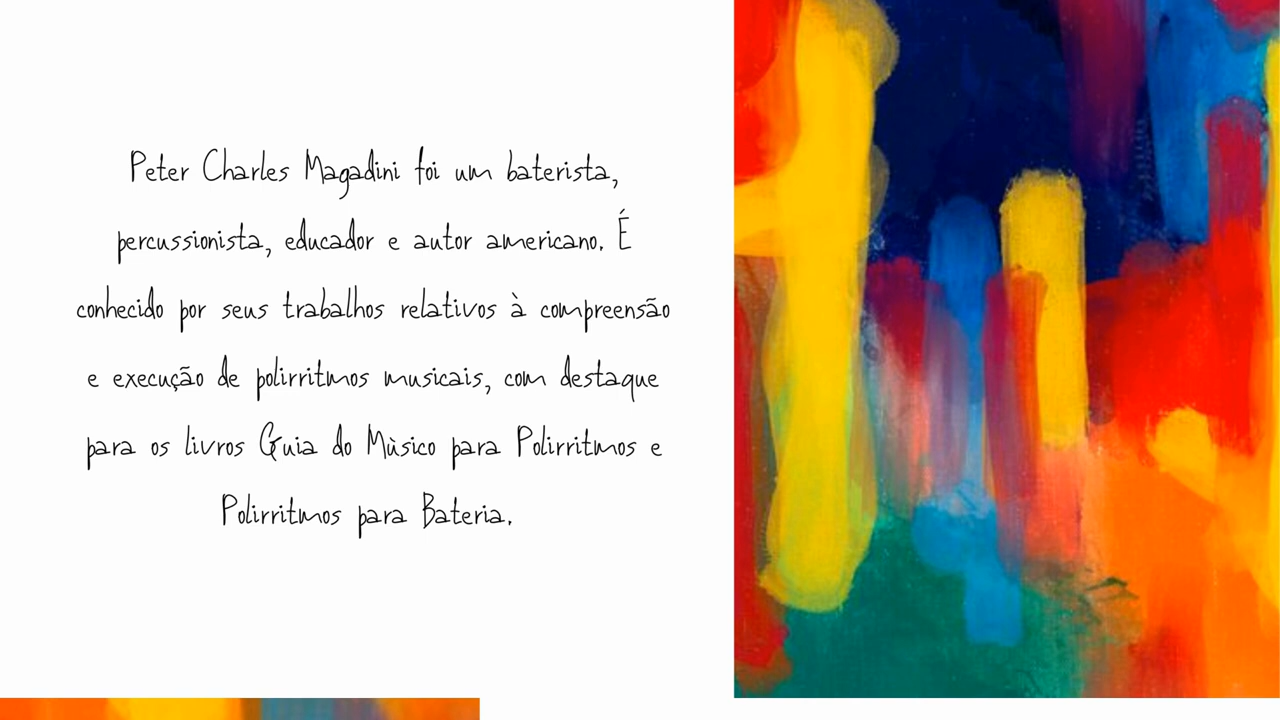 Peter Charles Magadini foi um baterista,
percussionista, educador e autor americano. É
conhecido por seus trabalhos relativos à compreensão
e execução de polirritmos musicais, com destaque
para os livros Guia do Mùsico para Polirritmos e
Polirritmos para Bateria.